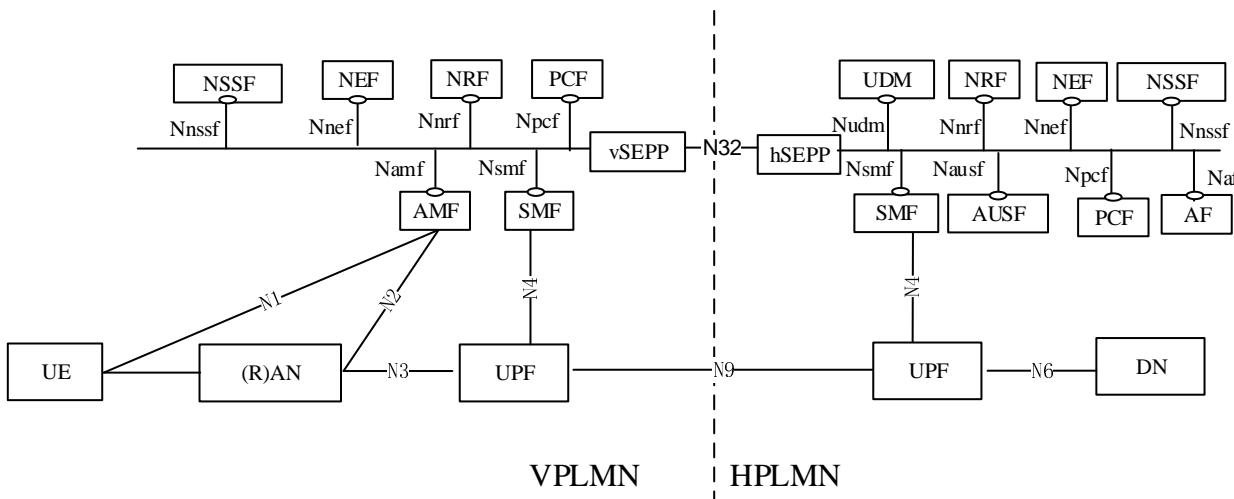 NSSF NEF NRF PCF UDM NRF NEF NSSF
Nnssf Nnef Nnrf Npcf Nudm Nnrf Nnef Nnssf
vSEPP N32 hSEPP
Namf Nsmf Nsmf Nausf Npcf Naf
AMF SMF SMF AUSF PCF AF
N1 N2 N4 N4
UE (R)AN N3 UPF N9 UPF N6 DN
VPLMN HPLMN